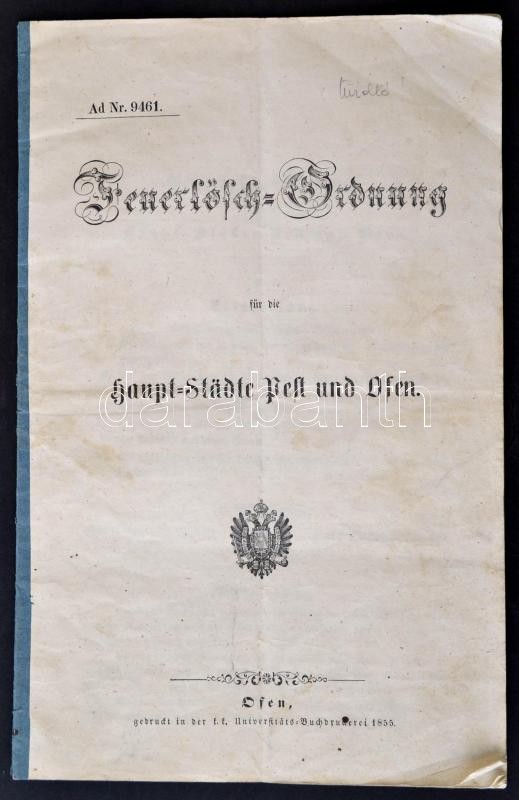 Ad Nr. 9461.
Feuerlösch=Ordnung
für die
Haupt=Städte Pest und Ofen.
darabanth
Ofen,
gedruckt in der k. k. Universitäts=Buchdruckerei 1855.